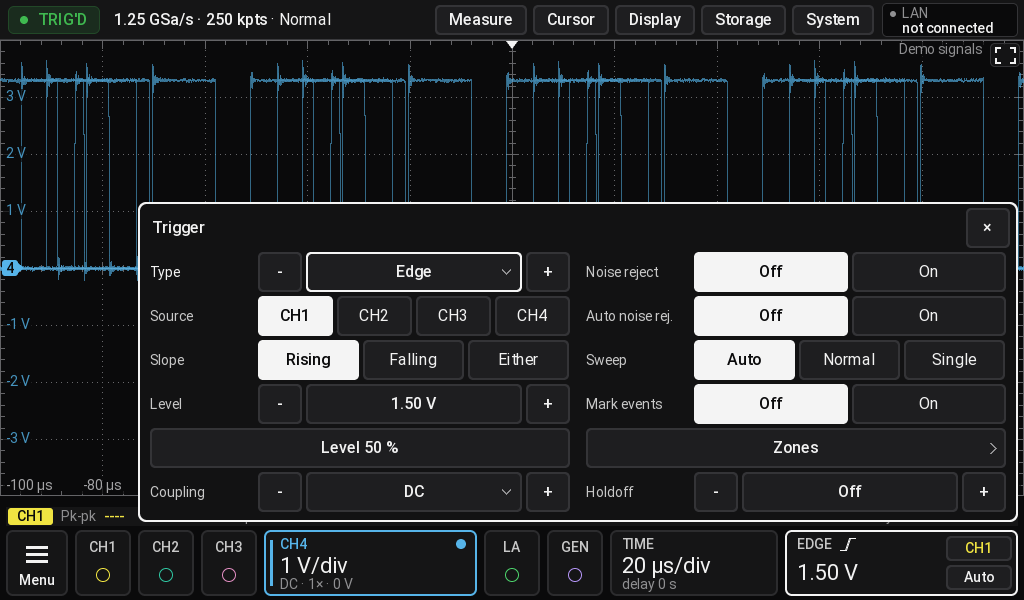 TRIG'D 1.25 GSa/s · 250 kpts · Normal Measure Cursor Display Storage System LAN
not connected
Demo signals
3 V
2 V
1 V
4
-1 V
-2 V
-3 V
-100 µs -80 µs
Trigger ×
Type - Edge + Noise reject Off On
Source CH1 CH2 CH3 CH4 Auto noise rej. Off On
Slope Rising Falling Either Sweep Auto Normal Single
Level - 1.50 V + Mark events Off On
Level 50 % Zones
Coupling - DC + Holdoff - Off +
CH1 Pk-pk ----
Menu CH1 CH2 CH3
CH4
1 V/div
DC · 1× · 0 V
LA GEN
TIME
20 µs/div
delay 0 s
EDGE CH1
1.50 V Auto